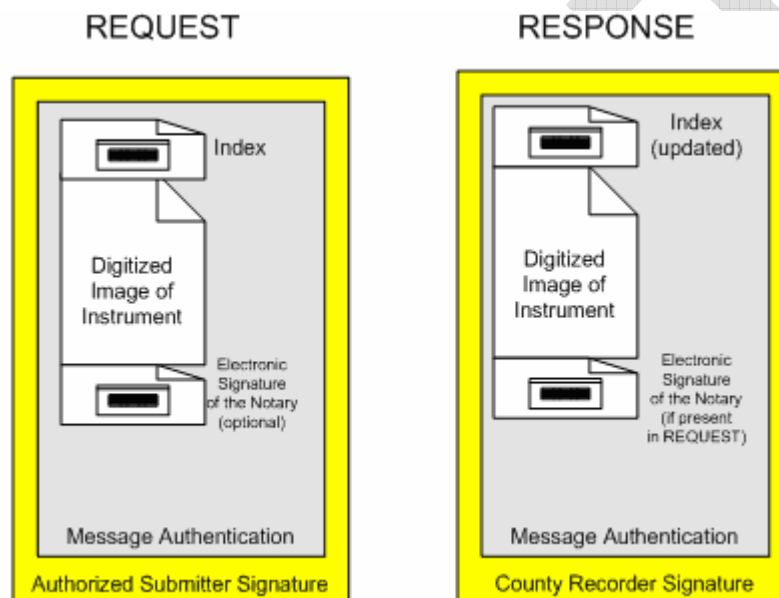 REQUEST
Index
Digitized
Image of
Instrument
Electronic
Signature
of the Notary
(optional)
Message Authentication
Authorized Submitter Signature
RESPONSE
Index
(updated)
Digitized
Image of
Instrument
Electronic
Signature
of the Notary
(if present
in REQUEST)
Message Authentication
County Recorder Signature